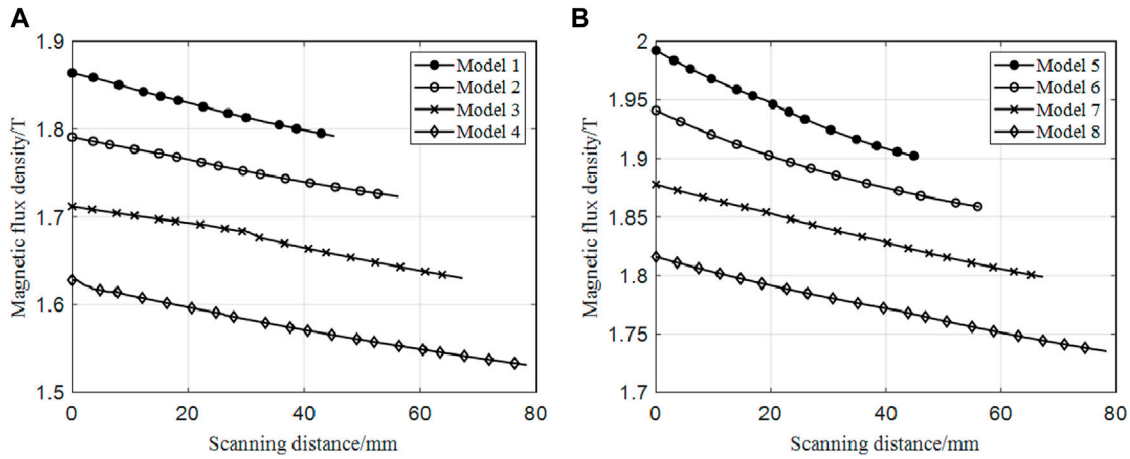 A
1.9
1.8
1.7
1.6
1.5
Magnetic flux density/T
0
20
40
60
80
Scanning distance/mm
Model 1
Model 2
Model 3
Model 4
B
2
1.95
1.9
1.85
1.8
1.75
1.7
Magnetic flux density/T
0
20
40
60
80
Scanning distance/mm
Model 5
Model 6
Model 7
Model 8